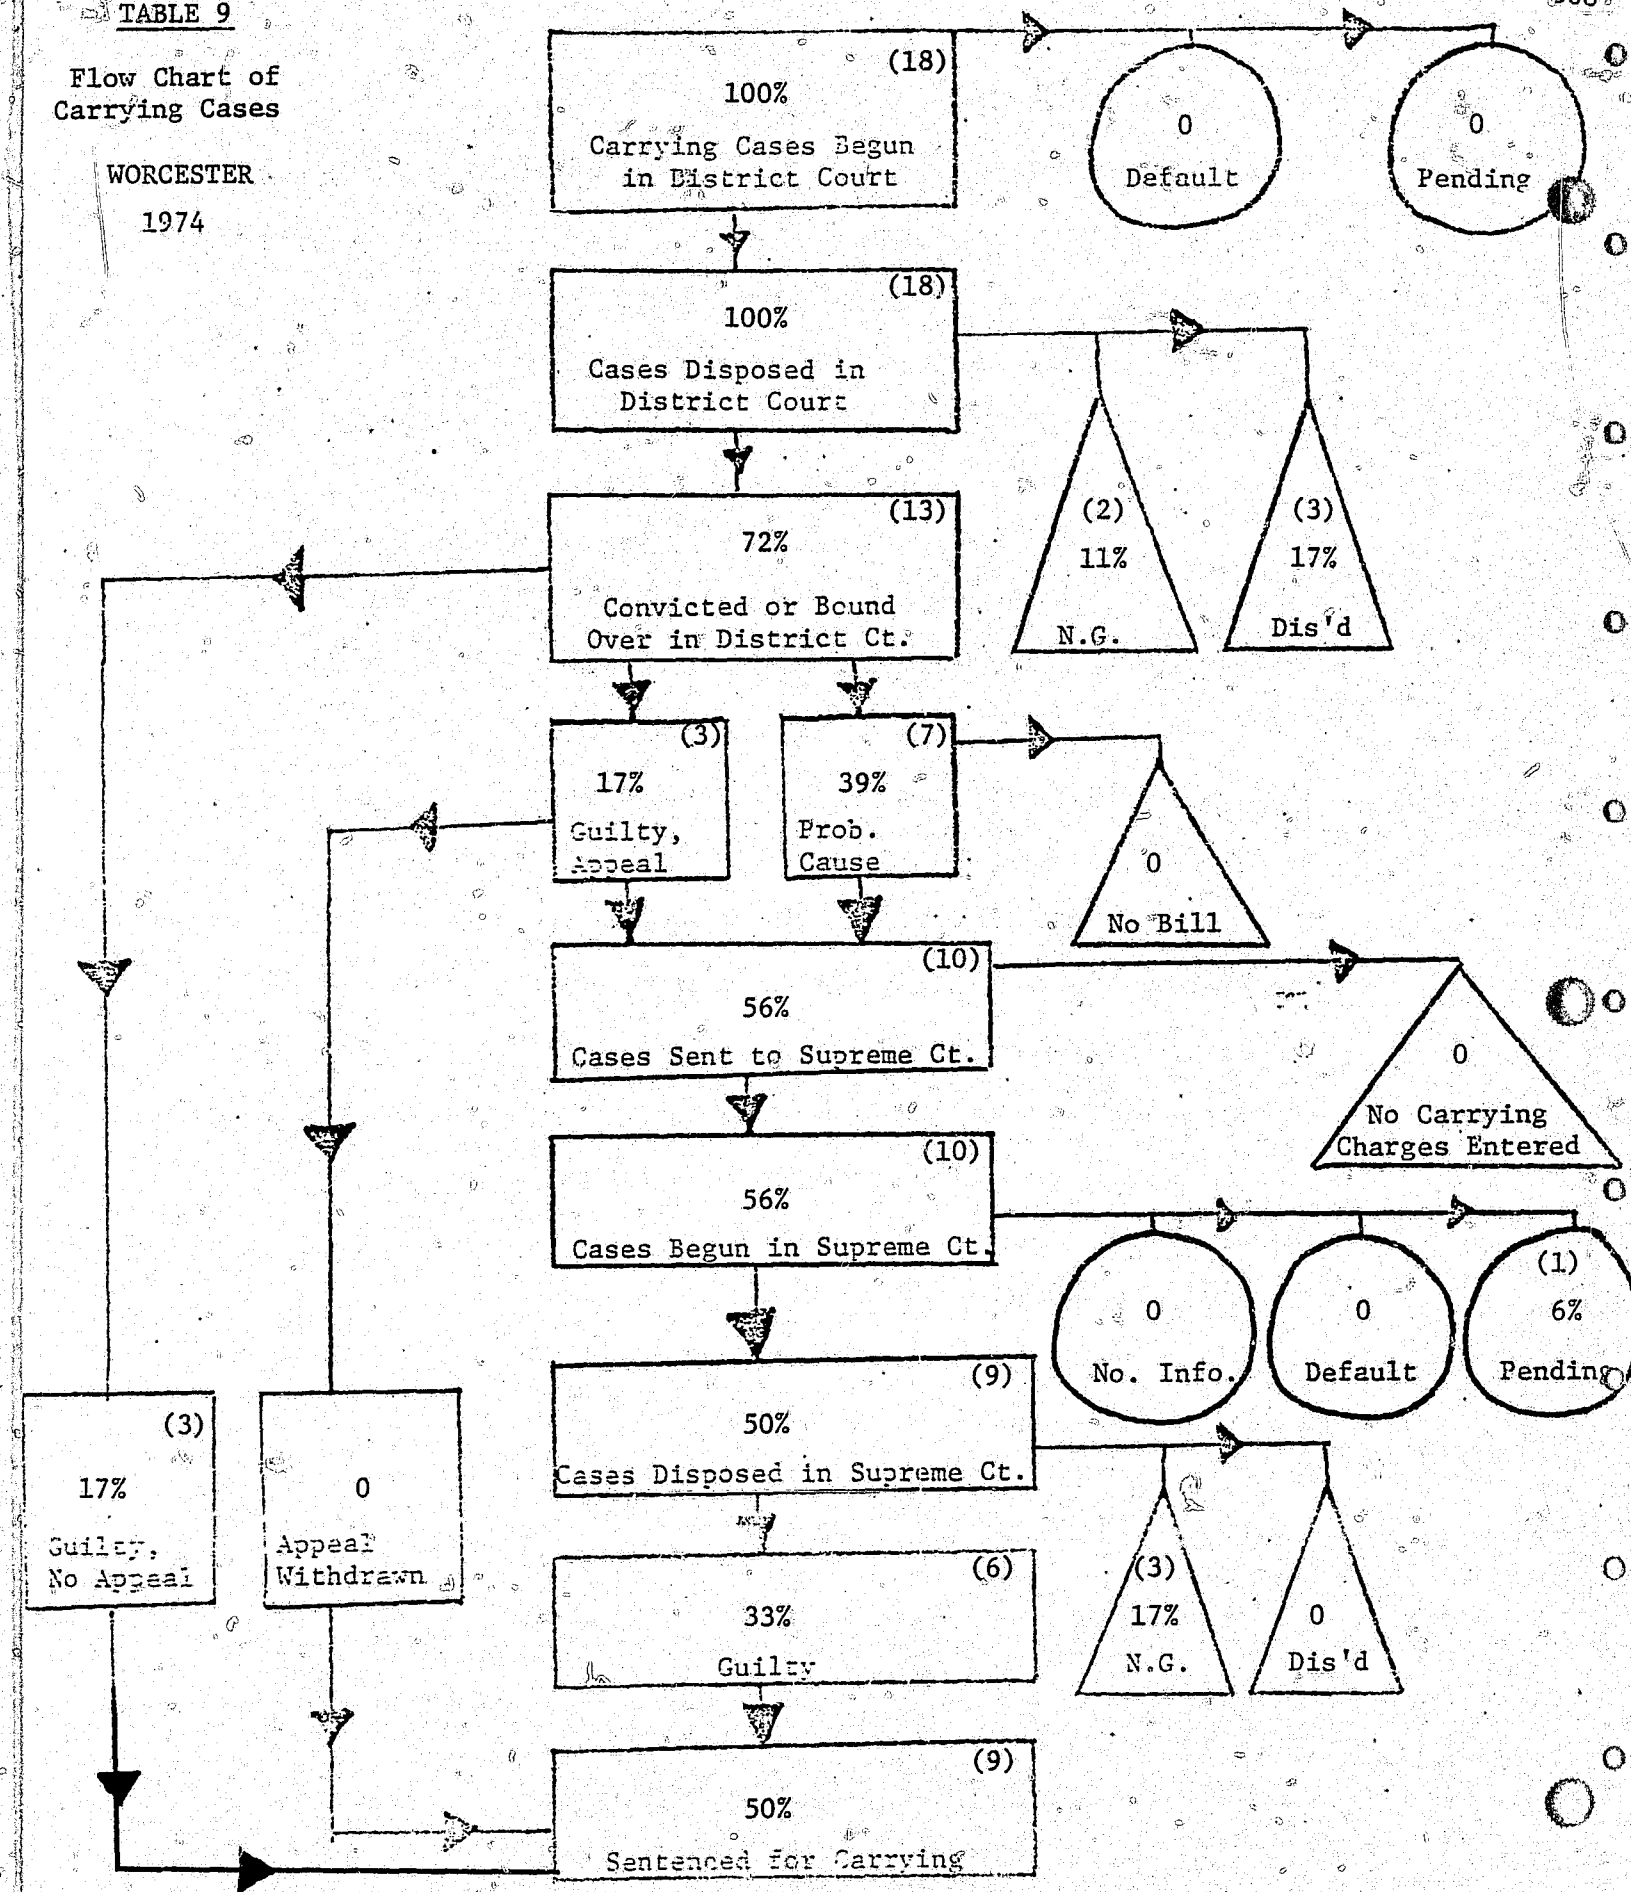 TABLE 9
Flow Chart of
Carrying Cases
WORCESTER
1974
(18)
100%
Carrying Cases Begun
in District Court
0
Default
0
Pending
(18)
100%
Cases Disposed in
District Court
(2)
11%
N.G.
(3)
17%
Dis'd
(13)
72%
Convicted or Bound
Over in District Ct.
(3)
17%
Guilty,
Appeal
(7)
39%
Prob.
Cause
0
No Bill
(10)
56%
Cases Sent to Supreme Ct.
0
No Carrying
Charges Entered
(10)
56%
Cases Begun in Supreme Ct.
0
No. Info.
0
Default
(1)
6%
Pending
(9)
50%
Cases Disposed in Supreme Ct.
(3)
17%
Guilty,
No Appeal
0
Appeal
Withdrawn
(6)
33%
Guilty
(3)
17%
N.G.
0
Dis'd
(9)
50%
Sentenced for Carrying